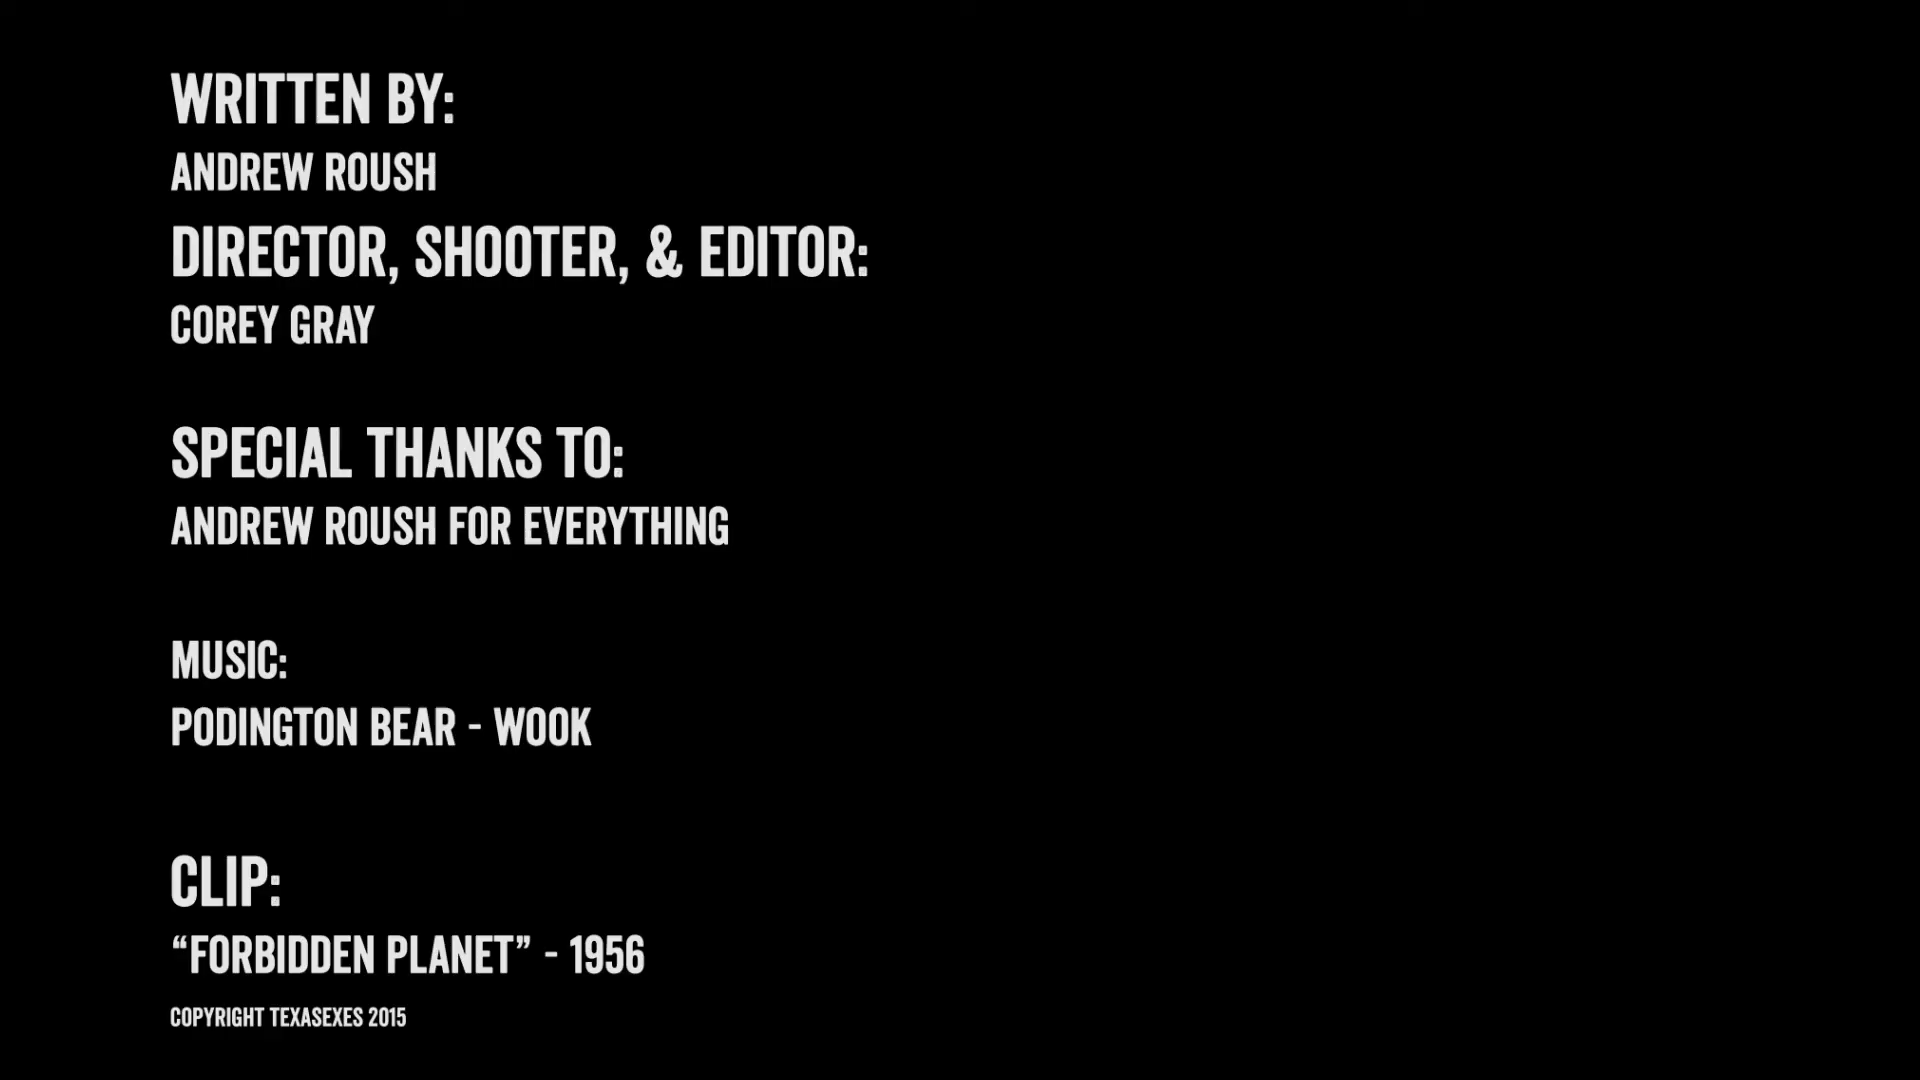 WRITTEN BY:
ANDREW ROUSH
DIRECTOR, SHOOTER, & EDITOR:
COREY GRAY
SPECIAL THANKS TO:
ANDREW ROUSH FOR EVERYTHING
MUSIC:
PODINGTON BEAR - WOOK
CLIP:
“FORBIDDEN PLANET” - 1956
COPYRIGHT TEXASEXES 2015